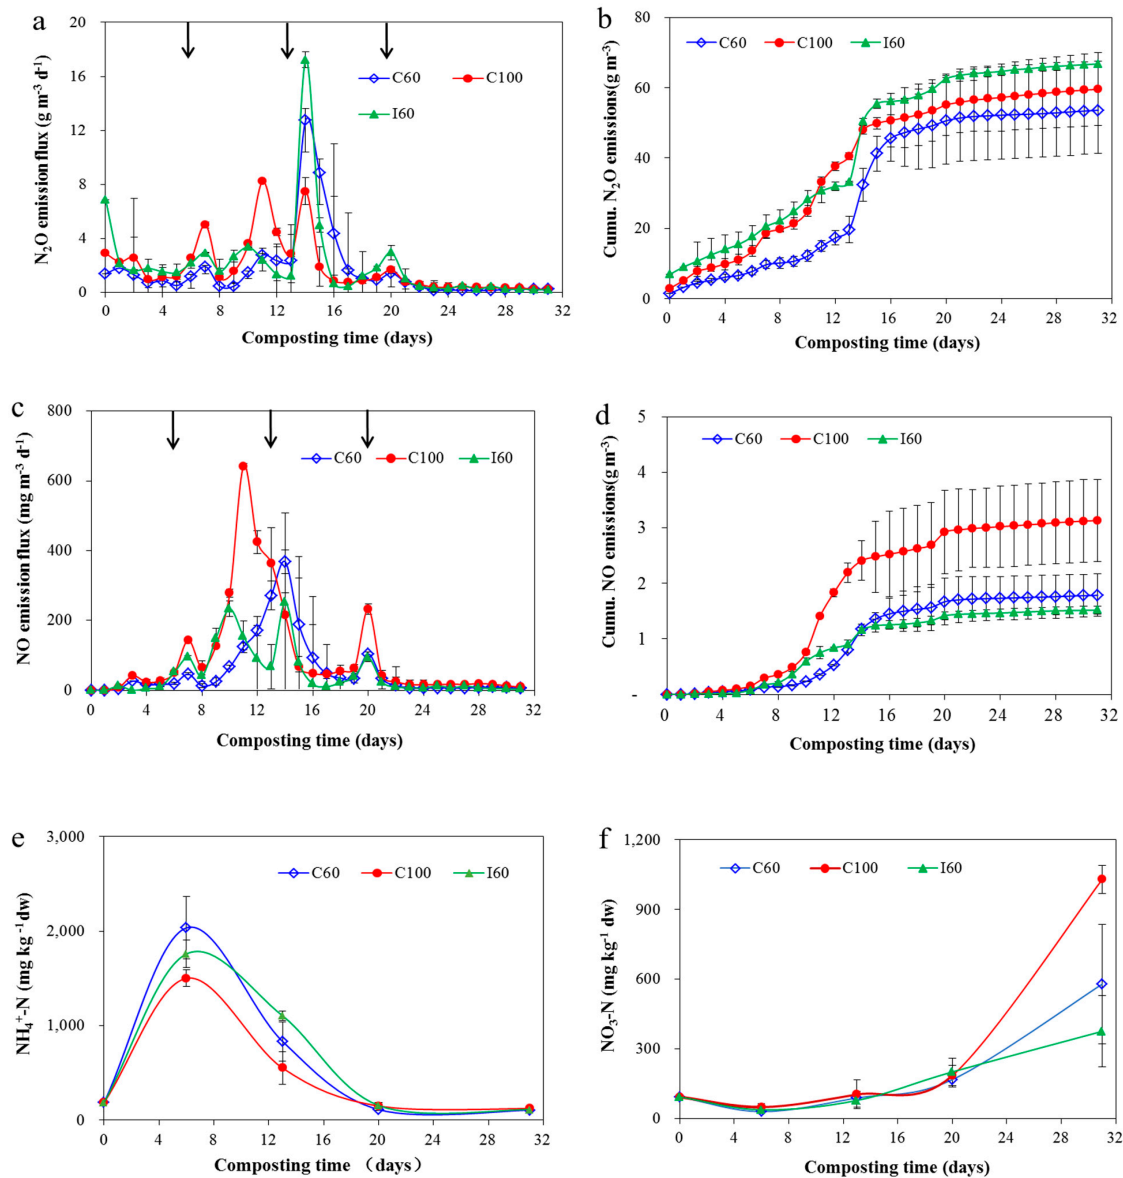 a
20
16
12
8
4
0
N₂O emission flux (g m⁻³ d⁻¹)
C60
C100
I60
0 4 8 12 16 20 24 28 32
Composting time (days)
b
80
60
40
20
0
Cumu. N₂O emissions(g m⁻³)
C60 C100 I60
0 4 8 12 16 20 24 28 32
Composting time (days)
c
800
600
400
200
0
NO emission flux (mg m⁻³ d⁻¹)
C60 C100 I60
0 4 8 12 16 20 24 28 32
Composting time (days)
d
5
4
3
2
1
-
Cumu. NO emissions(g m⁻³)
C60 C100 I60
0 4 8 12 16 20 24 28 32
Composting time (days)
e
3,000
2,000
1,000
0
NH₄⁺-N (mg kg⁻¹dw)
C60 C100 I60
0 4 8 12 16 20 24 28 32
Composting time （days）
f
1,200
900
600
300
0
NO₃-N (mg kg⁻¹ dw)
C60 C100 I60
0 4 8 12 16 20 24 28 32
Composting time (days)